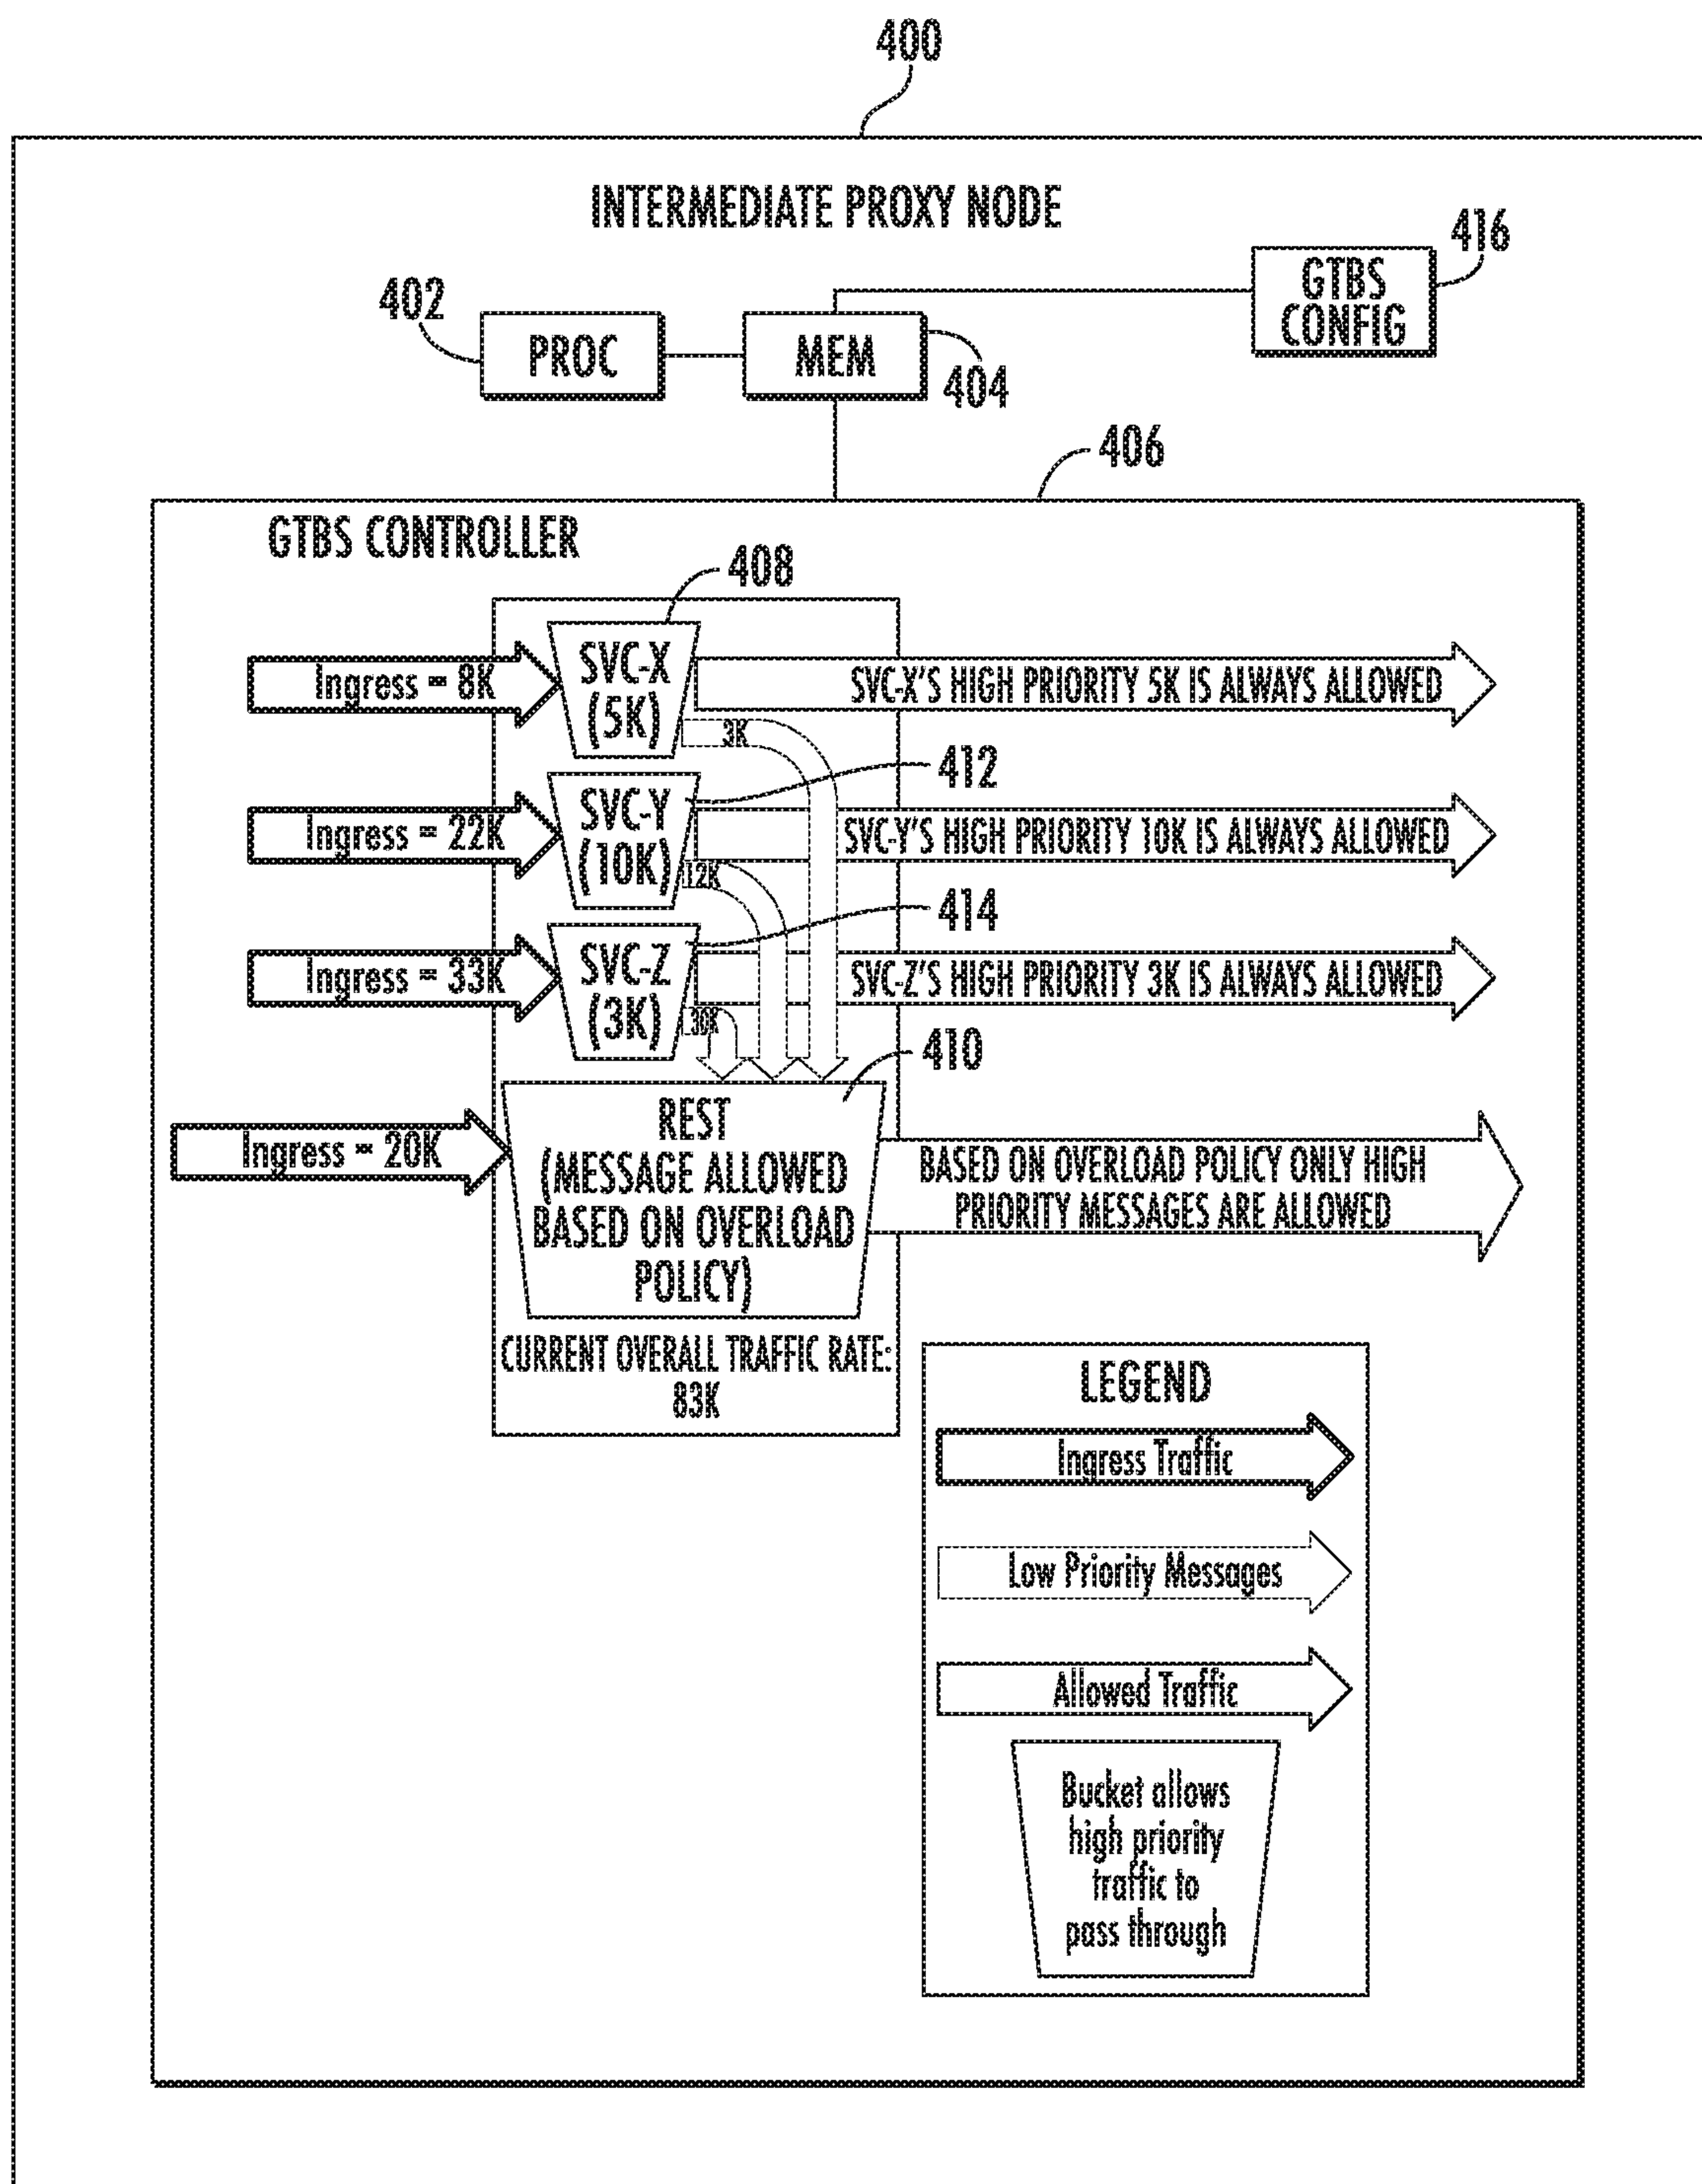 400
INTERMEDIATE PROXY NODE
416
GTBS
CONFIG
402
PROC
MEM
404
406
GTBS CONTROLLER
408
Ingress = 8K
SVC-X
(5K)
SVC-X'S HIGH PRIORITY 5K IS ALWAYS ALLOWED
3K
412
Ingress = 22K
SVC-Y
(10K)
SVC-Y'S HIGH PRIORITY 10K IS ALWAYS ALLOWED
12K
414
Ingress = 33K
SVC-Z
(3K)
SVC-Z'S HIGH PRIORITY 3K IS ALWAYS ALLOWED
30K
410
Ingress = 20K
REST
(MESSAGE ALLOWED
BASED ON OVERLOAD
POLICY)
BASED ON OVERLOAD POLICY ONLY HIGH
PRIORITY MESSAGES ARE ALLOWED
CURRENT OVERALL TRAFFIC RATE:
83K
LEGEND
Ingress Traffic
Low Priority Messages
Allowed Traffic
Bucket allows
high priority
traffic to
pass through